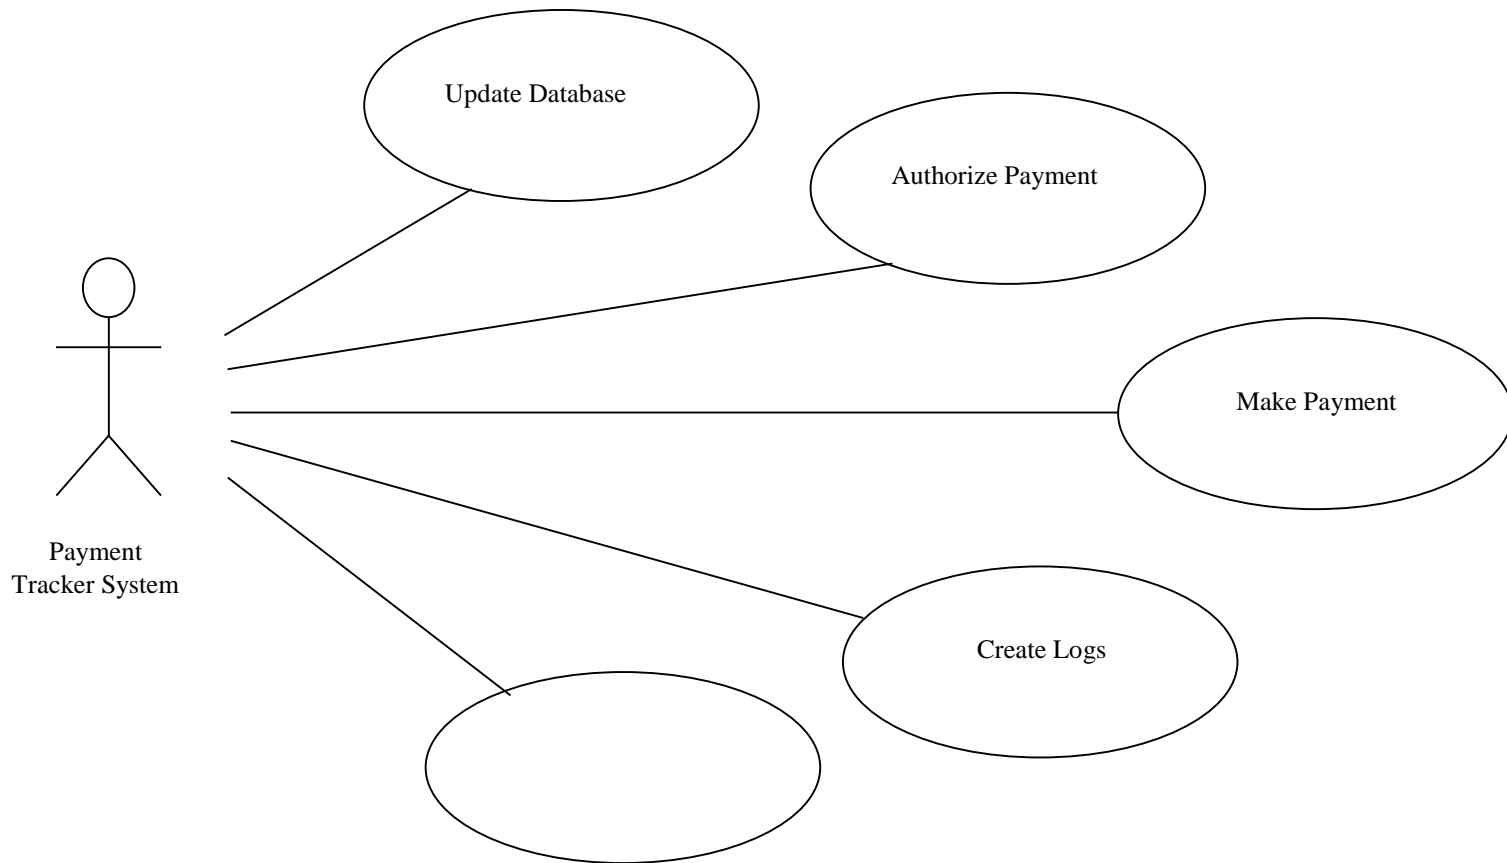 Update Database
Authorize Payment
Make Payment
Payment
Tracker System
Create Logs